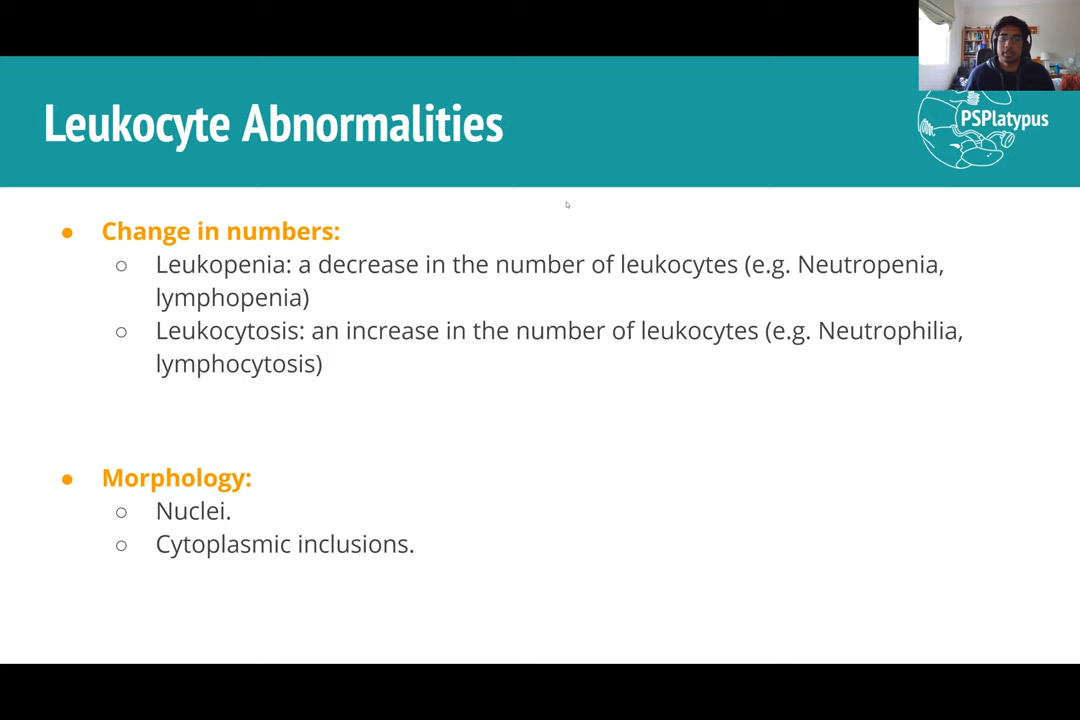 Leukocyte Abnormalities
PSPlatypus
● Change in numbers:
○ Leukopenia: a decrease in the number of leukocytes (e.g. Neutropenia,
lymphopenia)
○ Leukocytosis: an increase in the number of leukocytes (e.g. Neutrophilia,
lymphocytosis)
● Morphology:
○ Nuclei.
○ Cytoplasmic inclusions.